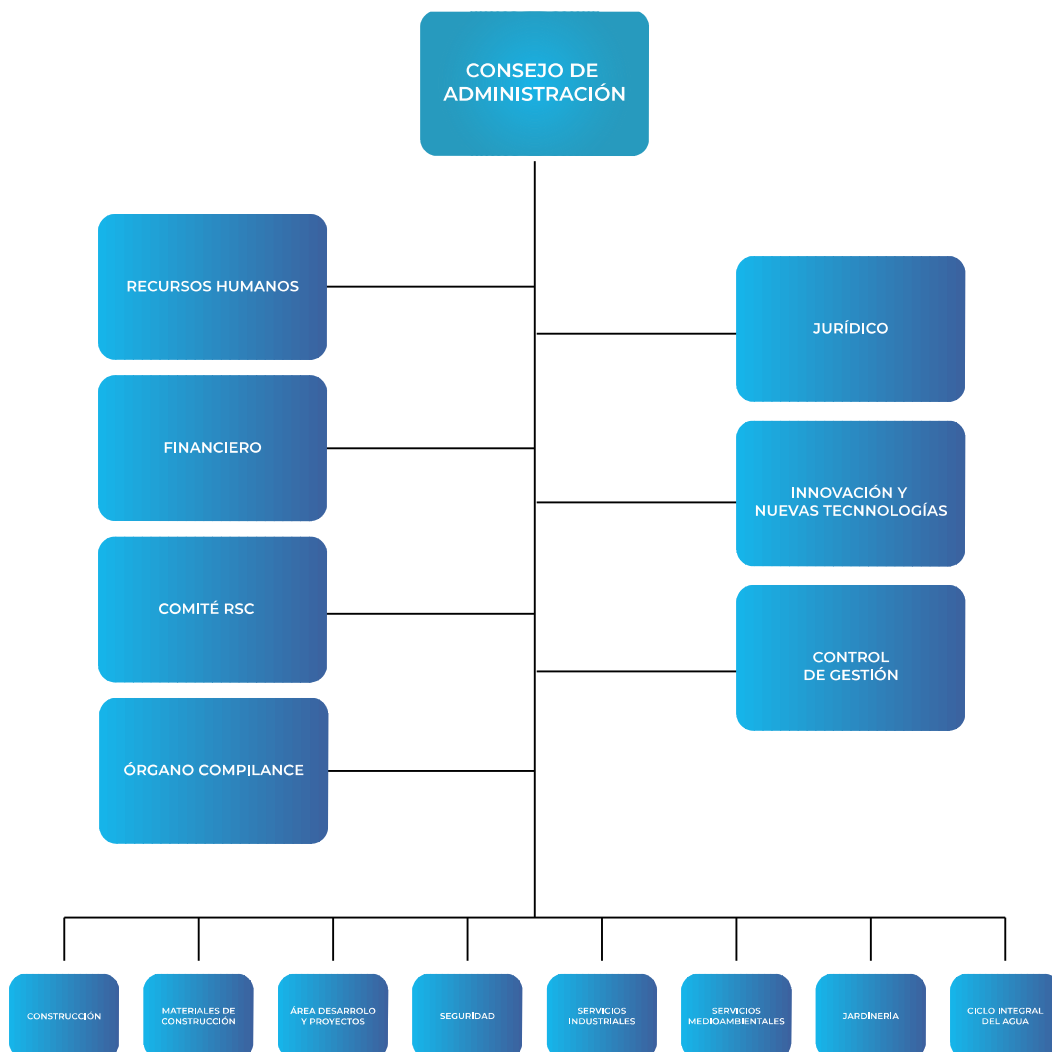 CONSEJO DE
ADMINISTRACIÓN
RECURSOS HUMANOS
JURÍDICO
FINANCIERO
INNOVACIÓN Y
NUEVAS TECNNOLOGÍAS
COMITÉ RSC
CONTROL
DE GESTIÓN
ÓRGANO COMPILANCE
CONSTRUCCIÓN
MATERIALES DE
CONSTRUCCIÓN
ÁREA DESARROLO
Y PROYECTOS
SEGURIDAD
SERVICIOS
INDUSTRIALES
SERVICIOS
MEDIOAMBIENTALES
JARDÍNERÍA
CICLO INTEGRAL
DEL AGUA